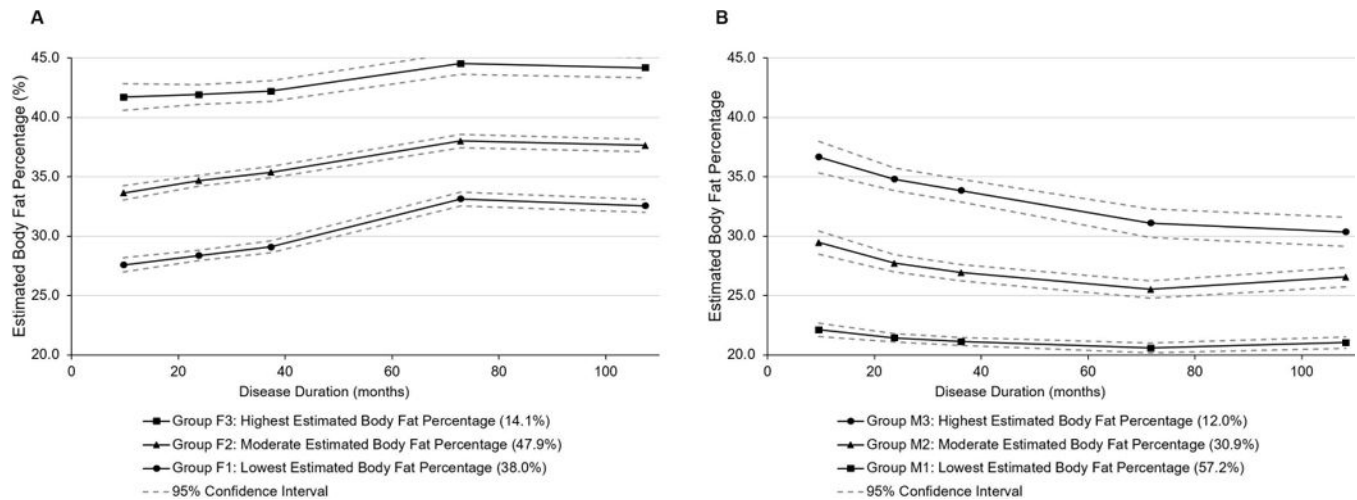 A
Estimated Body Fat Percentage (%)
45.0
40.0
35.0
30.0
25.0
20.0
0 20 40 60 80 100
Disease Duration (months)
Group F3: Highest Estimated Body Fat Percentage (14.1%)
Group F2: Moderate Estimated Body Fat Percentage (47.9%)
Group F1: Lowest Estimated Body Fat Percentage (38.0%)
95% Confidence Interval
B
Estimated Body Fat Percentage
45.0
40.0
35.0
30.0
25.0
20.0
0 20 40 60 80 100
Disease Duration (months)
Group M3: Highest Estimated Body Fat Percentage (12.0%)
Group M2: Moderate Estimated Body Fat Percentage (30.9%)
Group M1: Lowest Estimated Body Fat Percentage (57.2%)
95% Confidence Interval